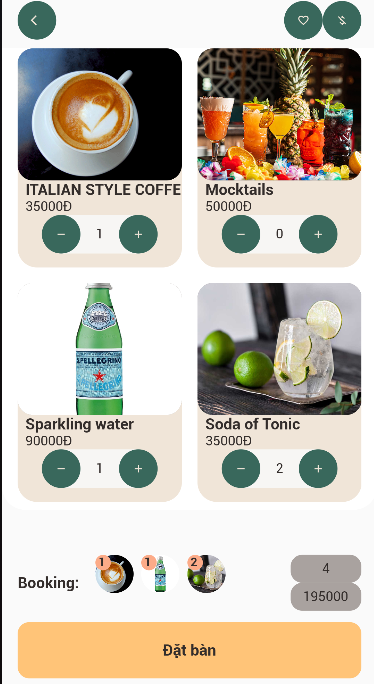 ITALIAN STYLE COFFE
Mocktails
35000Đ
50000Đ
− 1 +
− 0 +
S.PELLEGRINO
Sparkling water
Soda of Tonic
90000Đ
35000Đ
− 1 +
− 2 +
Booking:
1
1
2
4
195000
Đặt bàn